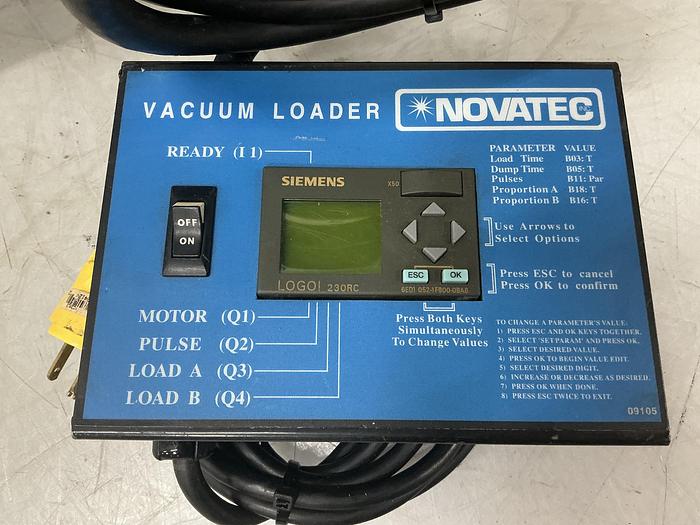 VACUUM LOADER
NOVATEC INC.
READY (I 1)
PARAMETER VALUE
Load Time B03: T
Dump Time B05: T
Pulses B11: Par
Proportion A B18: T
Proportion B B16: T
SIEMENS
X50
OFF
ON
Use Arrows to
Select Options
ESC OK
Press ESC to cancel
Press OK to confirm
LOGO! 230RC
6ED1 052-1FB00-0BA8
MOTOR (Q1)
PULSE (Q2)
LOAD A (Q3)
LOAD B (Q4)
Press Both Keys
Simultaneously
To Change Values
TO CHANGE A PARAMETER'S VALUE:
1) PRESS ESC AND OK KEYS TOGETHER.
2) SELECT 'SET PARAM' AND PRESS OK.
3) SELECT DESIRED VALUE.
4) PRESS OK TO BEGIN VALUE EDIT.
5) SELECT DESIRED DIGIT.
6) INCREASE OR DECREASE AS DESIRED.
7) PRESS OK WHEN DONE.
8) PRESS ESC TWICE TO EXIT.
09105